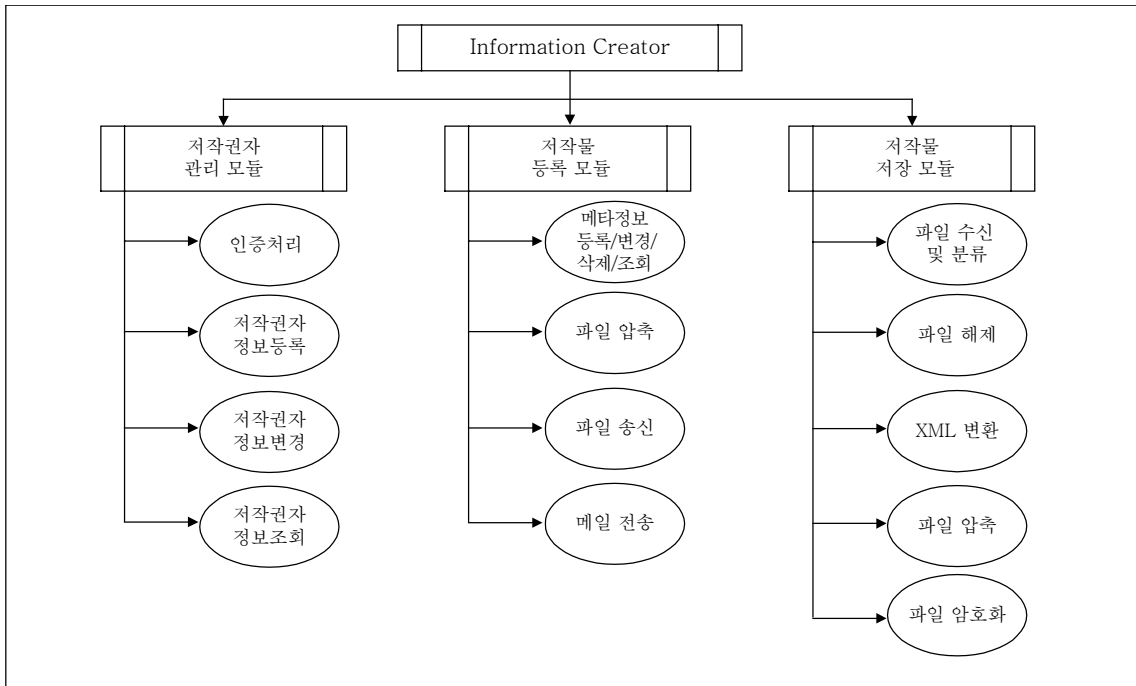 Information Creator
저작권자
관리 모듈
인증처리
저작권자
정보등록
저작권자
정보변경
저작권자
정보조회
저작물
등록 모듈
메타정보
등록/변경/
삭제/조회
파일 압축
파일 송신
메일 전송
저작물
저장 모듈
파일 수신
및 분류
파일 해제
XML 변환
파일 압축
파일 암호화